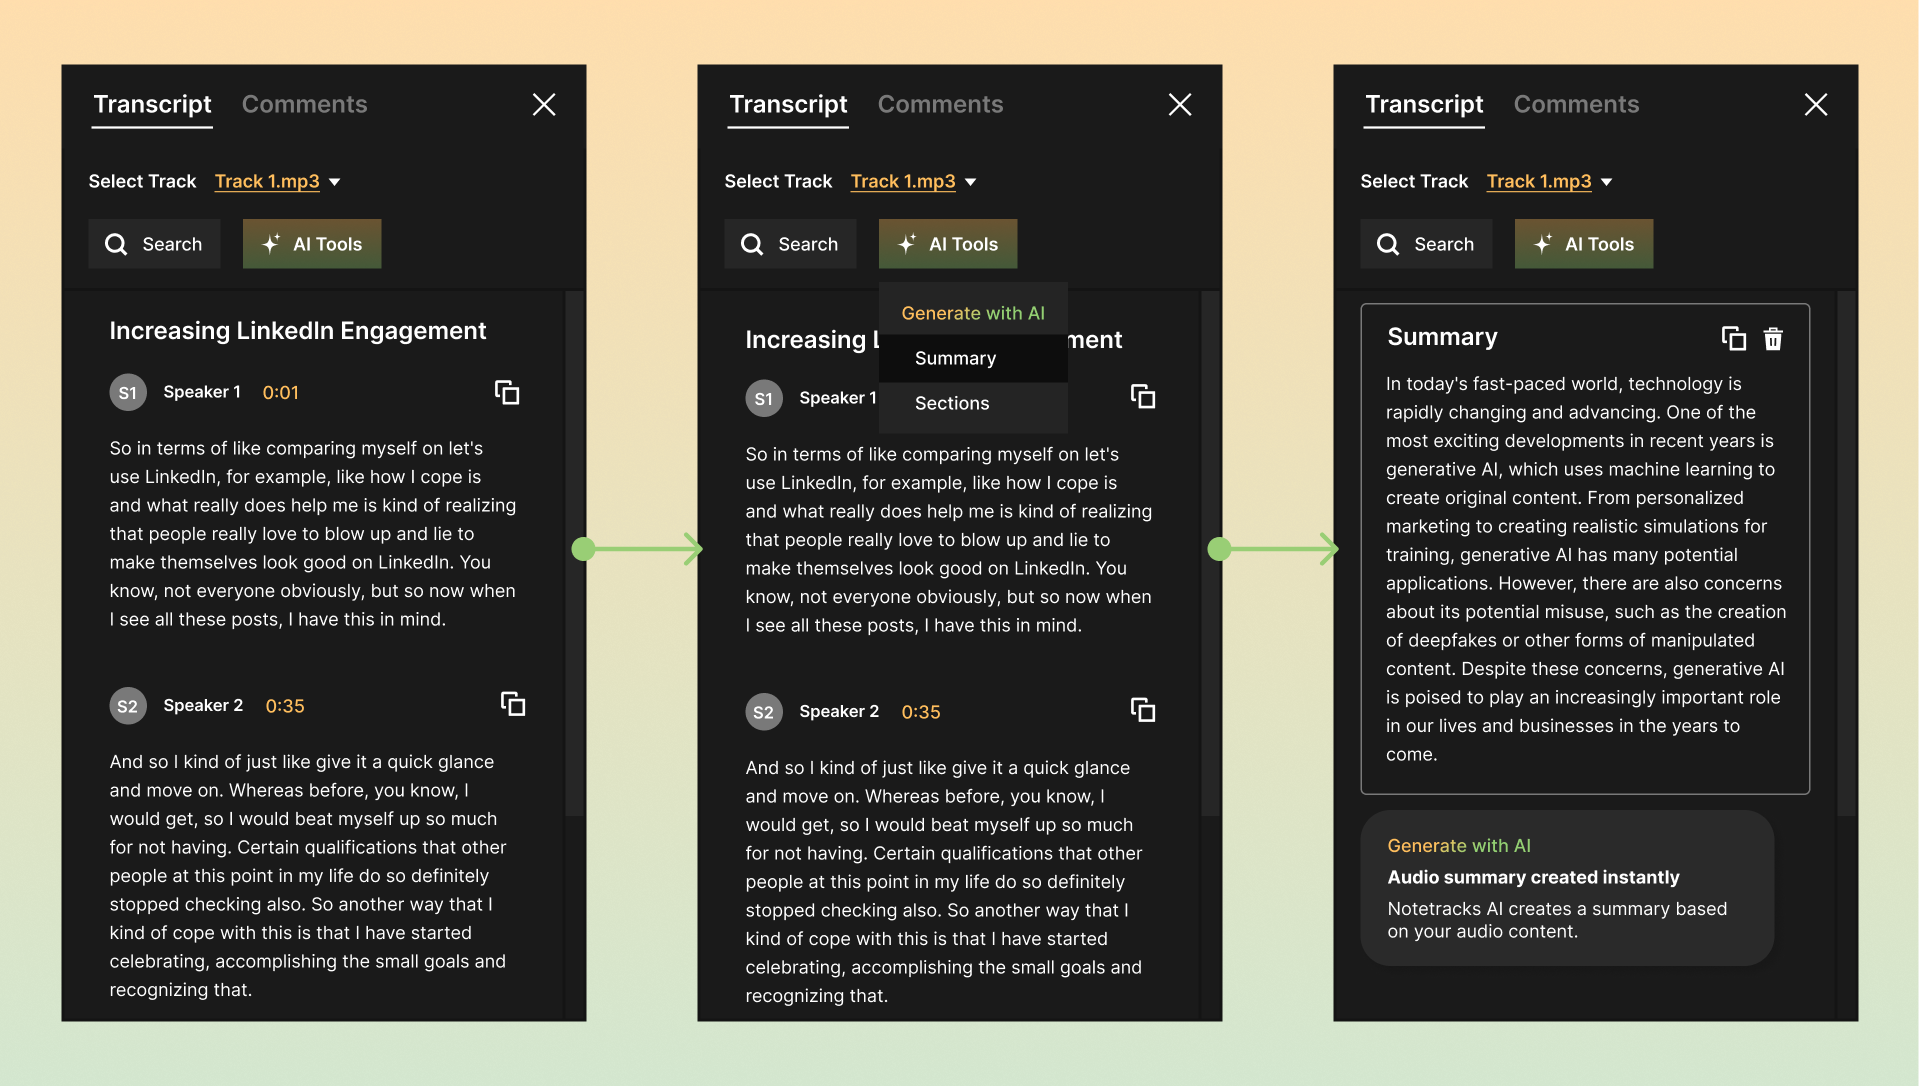 Transcript Comments
Select Track Track 1.mp3
Search AI Tools
Increasing LinkedIn Engagement
S1 Speaker 1 0:01
So in terms of like comparing myself on let's
use LinkedIn, for example, like how I cope is
and what really does help me is kind of realizing
that people really love to blow up and lie to
make themselves look good on LinkedIn. You
know, not everyone obviously, but so now when
I see all these posts, I have this in mind.
S2 Speaker 2 0:35
And so I kind of just like give it a quick glance
and move on. Whereas before, you know, I
would get, so I would beat myself up so much
for not having. Certain qualifications that other
people at this point in my life do so definitely
stopped checking also. So another way that I
kind of cope with this is that I have started
celebrating, accomplishing the small goals and
recognizing that.
Transcript Comments
Select Track Track 1.mp3
Search AI Tools
Generate with AI
Summary
Sections
Increasing L ment
S1 Speaker 1
So in terms of like comparing myself on let's
use LinkedIn, for example, like how I cope is
and what really does help me is kind of realizing
that people really love to blow up and lie to
make themselves look good on LinkedIn. You
know, not everyone obviously, but so now when
I see all these posts, I have this in mind.
S2 Speaker 2 0:35
And so I kind of just like give it a quick glance
and move on. Whereas before, you know, I
would get, so I would beat myself up so much
for not having. Certain qualifications that other
people at this point in my life do so definitely
stopped checking also. So another way that I
kind of cope with this is that I have started
celebrating, accomplishing the small goals and
recognizing that.
Transcript Comments
Select Track Track 1.mp3
Search AI Tools
Summary
In today's fast-paced world, technology is
rapidly changing and advancing. One of the
most exciting developments in recent years is
generative AI, which uses machine learning to
create original content. From personalized
marketing to creating realistic simulations for
training, generative AI has many potential
applications. However, there are also concerns
about its potential misuse, such as the creation
of deepfakes or other forms of manipulated
content. Despite these concerns, generative AI
is poised to play an increasingly important role
in our lives and businesses in the years to
come.
Generate with AI
Audio summary created instantly
Notetracks AI creates a summary based
on your audio content.